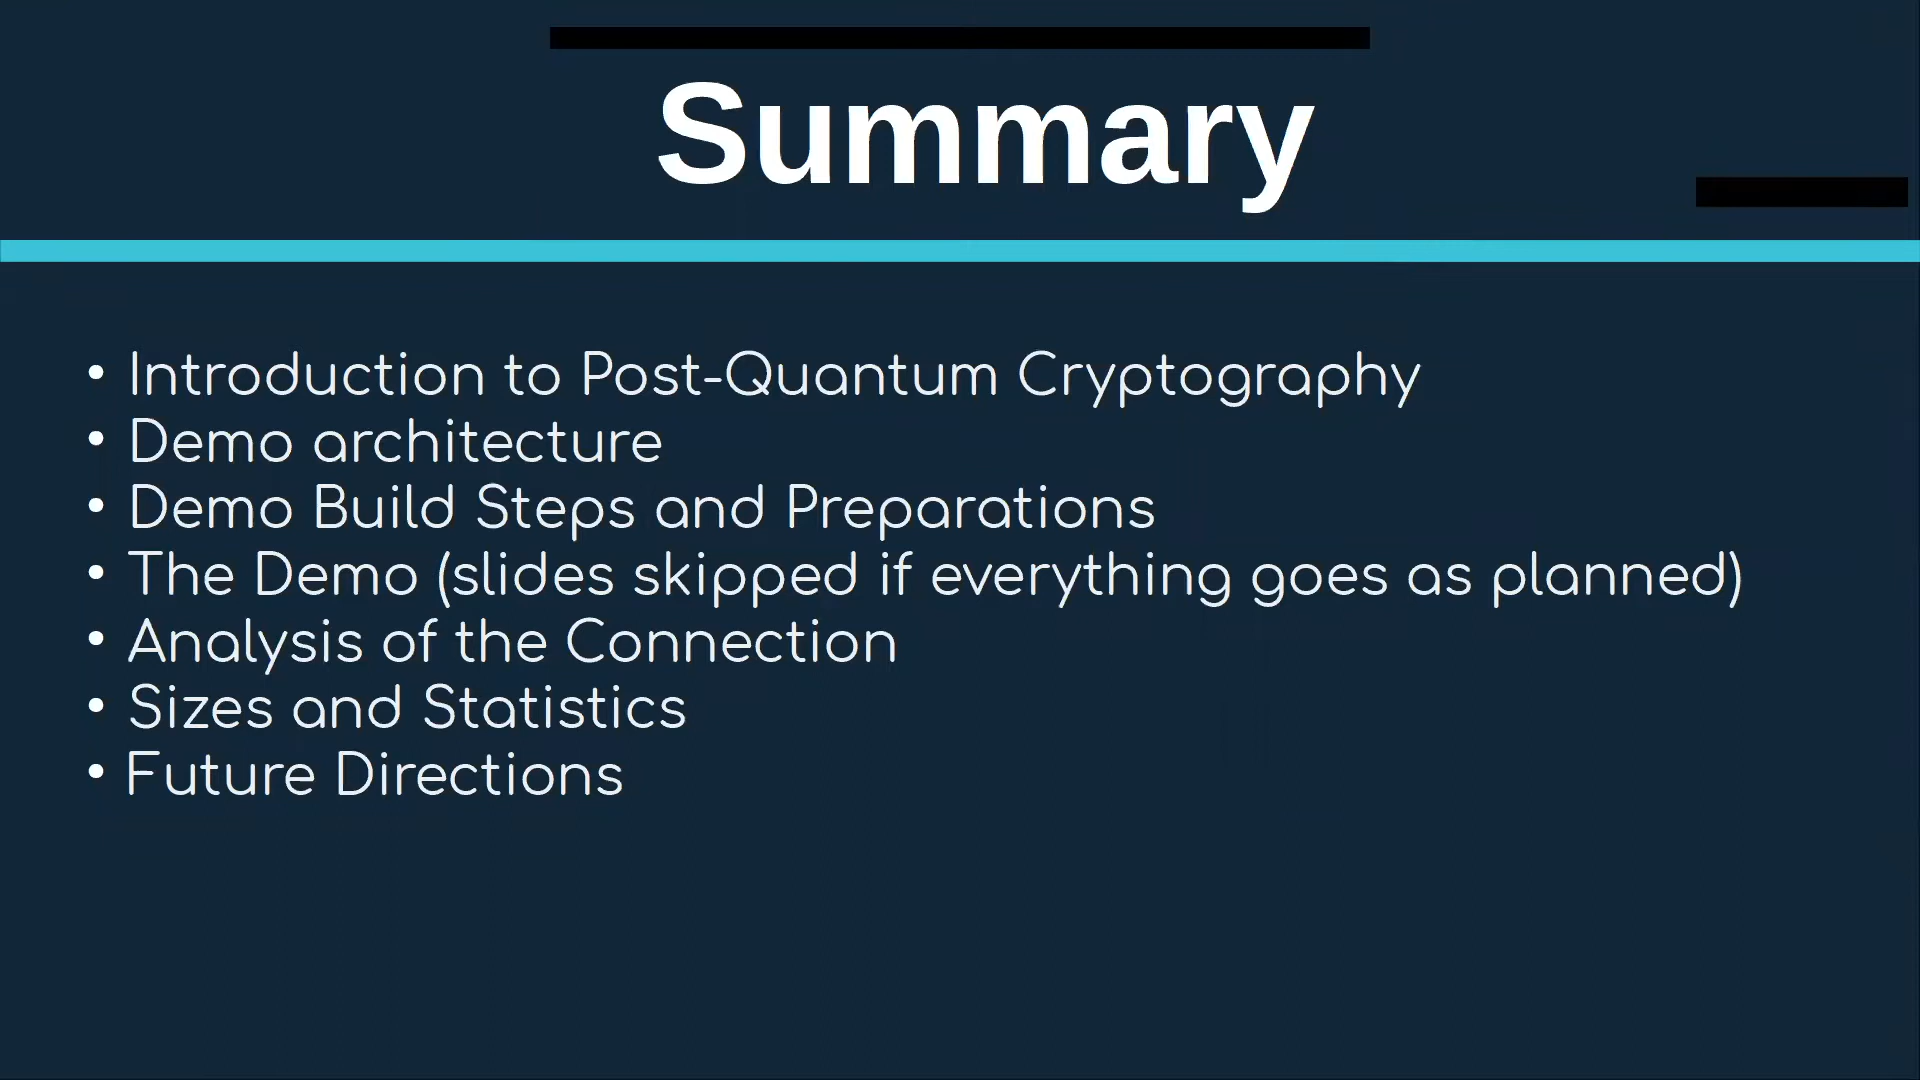 Summary
• Introduction to Post-Quantum Cryptography
• Demo architecture
• Demo Build Steps and Preparations
• The Demo (slides skipped if everything goes as planned)
• Analysis of the Connection
• Sizes and Statistics
• Future Directions